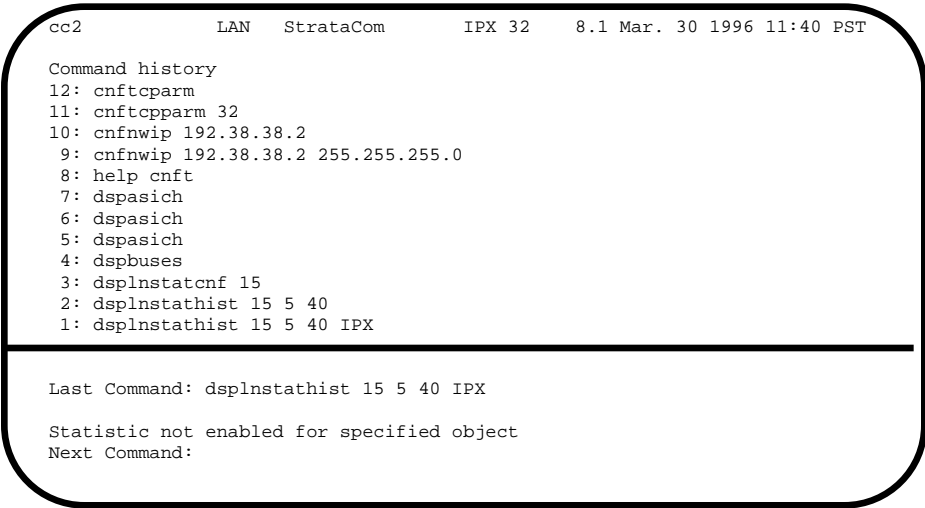 cc2 LAN StrataCom IPX 32 8.1 Mar. 30 1996 11:40 PST
Command history
12: cnftcparm
11: cnftcpparm 32
10: cnfnwip 192.38.38.2
9: cnfnwip 192.38.38.2 255.255.255.0
8: help cnft
7: dspasich
6: dspasich
5: dspasich
4: dspbuses
3: dsplnstatcnf 15
2: dsplnstathist 15 5 40
1: dsplnstathist 15 5 40 IPX
Last Command: dsplnstathist 15 5 40 IPX
Statistic not enabled for specified object
Next Command: